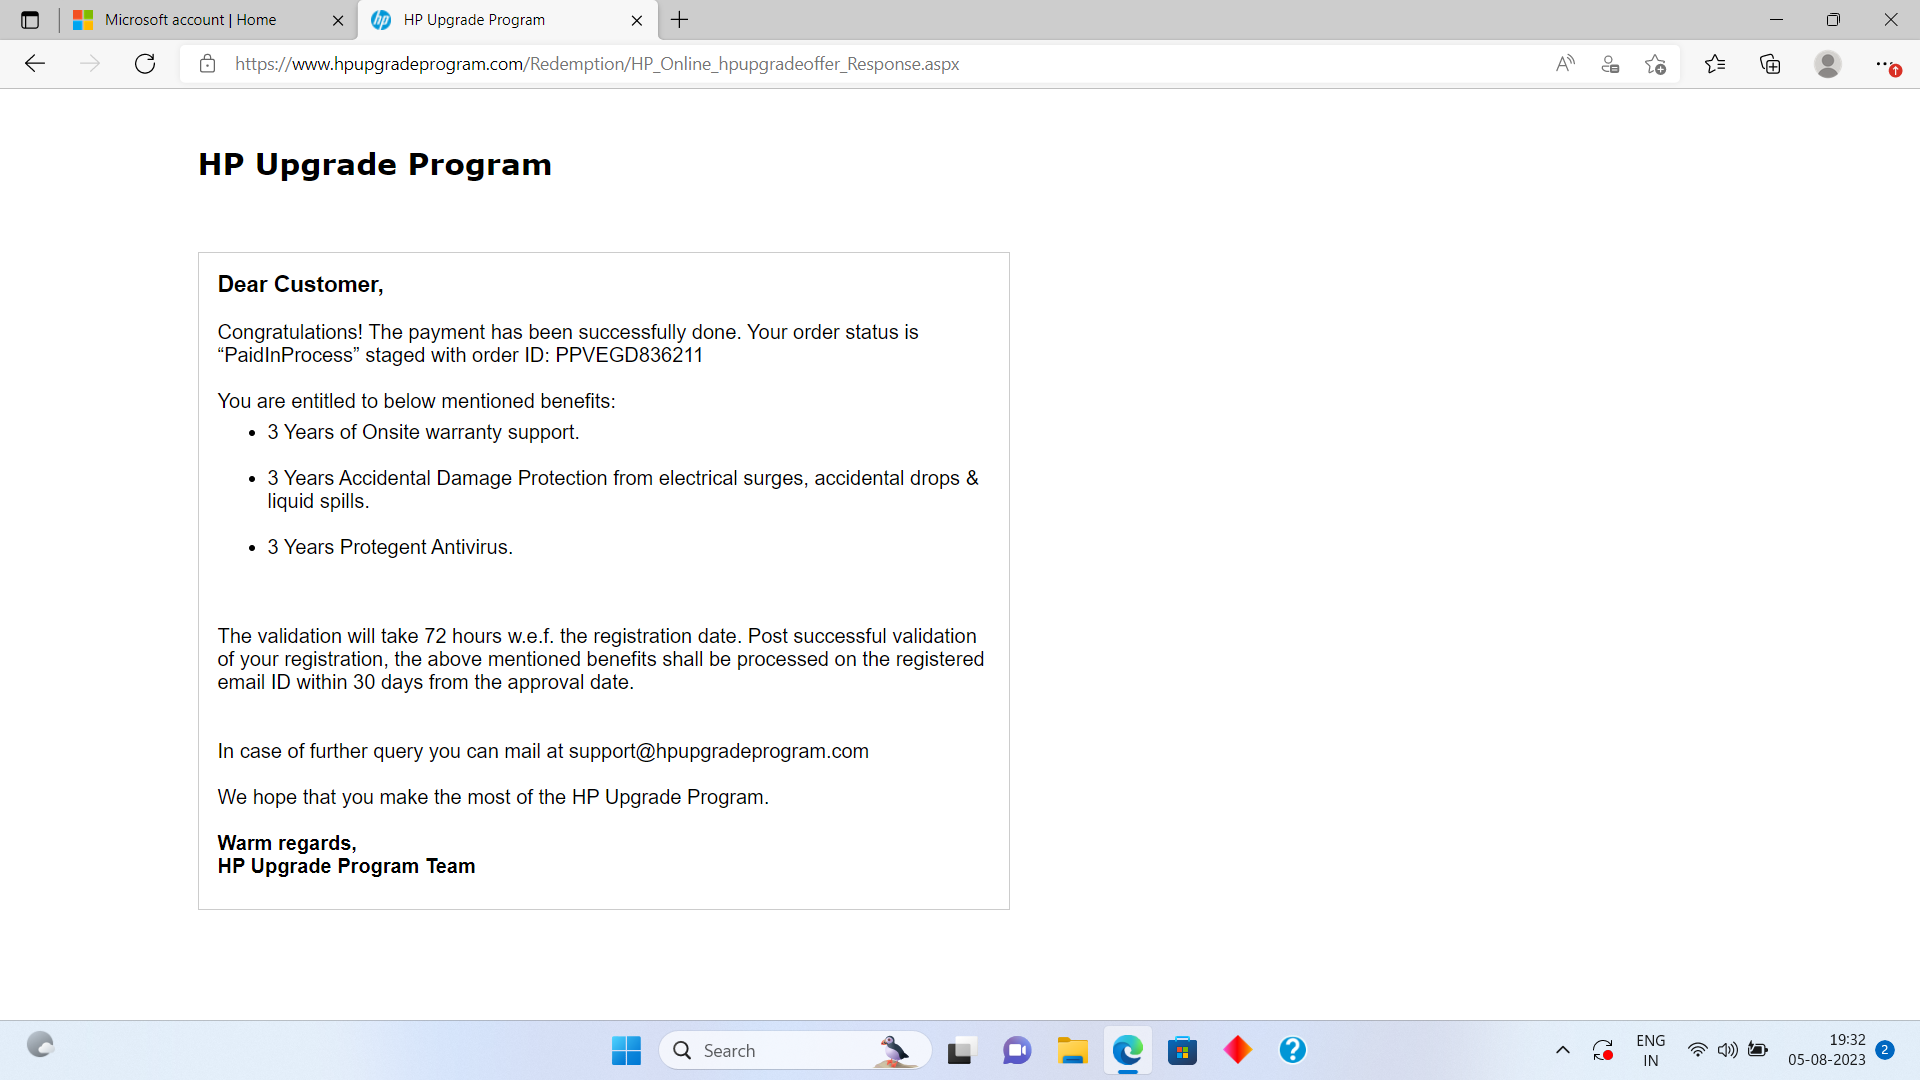 Microsoft account | Home
hp HP Upgrade Program
https://www.hpupgradeprogram.com/Redemption/HP_Online_hpupgradeoffer_Response.aspx
HP Upgrade Program
Dear Customer,
Congratulations! The payment has been successfully done. Your order status is
“PaidInProcess” staged with order ID: PPVEGD836211
You are entitled to below mentioned benefits:
• 3 Years of Onsite warranty support.
• 3 Years Accidental Damage Protection from electrical surges, accidental drops &
liquid spills.
• 3 Years Protegent Antivirus.
The validation will take 72 hours w.e.f. the registration date. Post successful validation
of your registration, the above mentioned benefits shall be processed on the registered
email ID within 30 days from the approval date.
In case of further query you can mail at support@hpupgradeprogram.com
We hope that you make the most of the HP Upgrade Program.
Warm regards,
HP Upgrade Program Team
Search
ENG
IN
19:32
05-08-2023
2